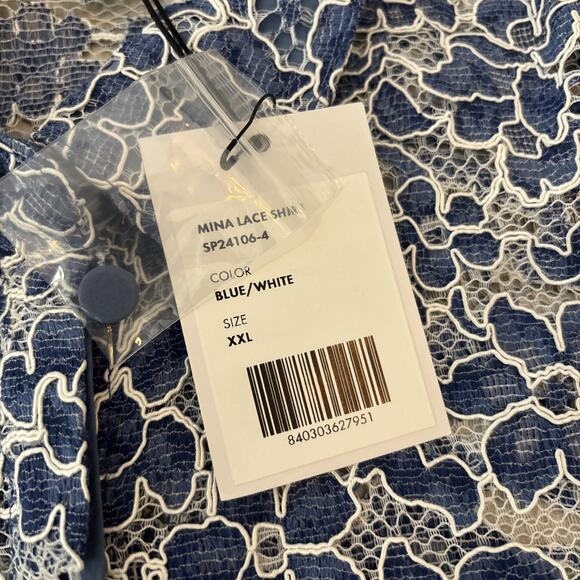 MINA LACE
SP24106-4
COLOR
BLUE/WHITE
SIZE
XXL
840303627951